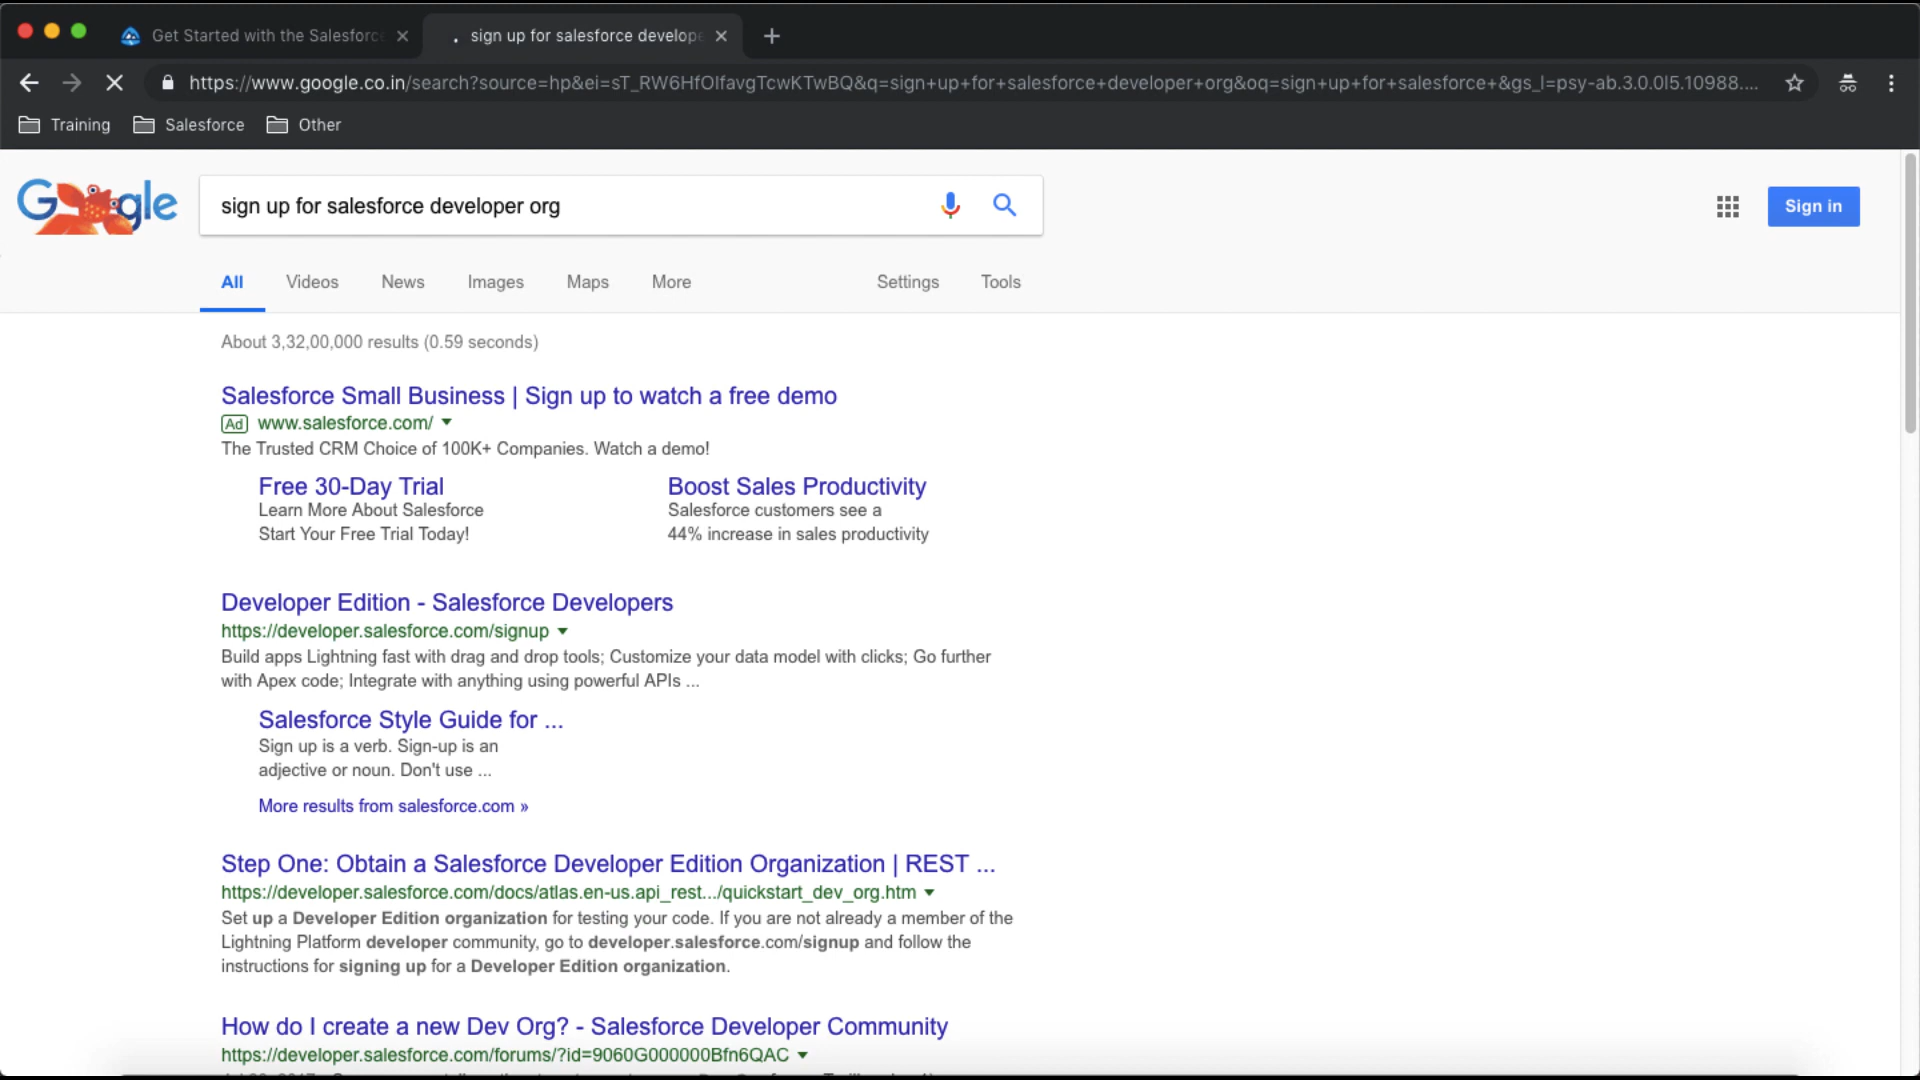 Get Started with the Salesforce
sign up for salesforce develope
https://www.google.co.in/search?source=hp&ei=sT_RW6HfOIfavgTcwKTwBQ&q=sign+up+for+salesforce+developer+org&oq=sign+up+for+salesforce+&gs_l=psy-ab.3.0.0l5.10988....
Training
Salesforce
Other
Google
sign up for salesforce developer org
Sign in
All
Videos
News
Images
Maps
More
Settings
Tools
About 3,32,00,000 results (0.59 seconds)
Salesforce Small Business | Sign up to watch a free demo
Ad www.salesforce.com/
The Trusted CRM Choice of 100K+ Companies. Watch a demo!
Free 30-Day Trial
Learn More About Salesforce
Start Your Free Trial Today!
Boost Sales Productivity
Salesforce customers see a
44% increase in sales productivity
Developer Edition - Salesforce Developers
https://developer.salesforce.com/signup
Build apps Lightning fast with drag and drop tools; Customize your data model with clicks; Go further
with Apex code; Integrate with anything using powerful APIs ...
Salesforce Style Guide for ...
Sign up is a verb. Sign-up is an
adjective or noun. Don't use ...
More results from salesforce.com »
Step One: Obtain a Salesforce Developer Edition Organization | REST ...
https://developer.salesforce.com/docs/atlas.en-us.api_rest.../quickstart_dev_org.htm
Set up a Developer Edition organization for testing your code. If you are not already a member of the
Lightning Platform developer community, go to developer.salesforce.com/signup and follow the
instructions for signing up for a Developer Edition organization.
How do I create a new Dev Org? - Salesforce Developer Community
https://developer.salesforce.com/forums/?id=9060G000000Bfn6QAC